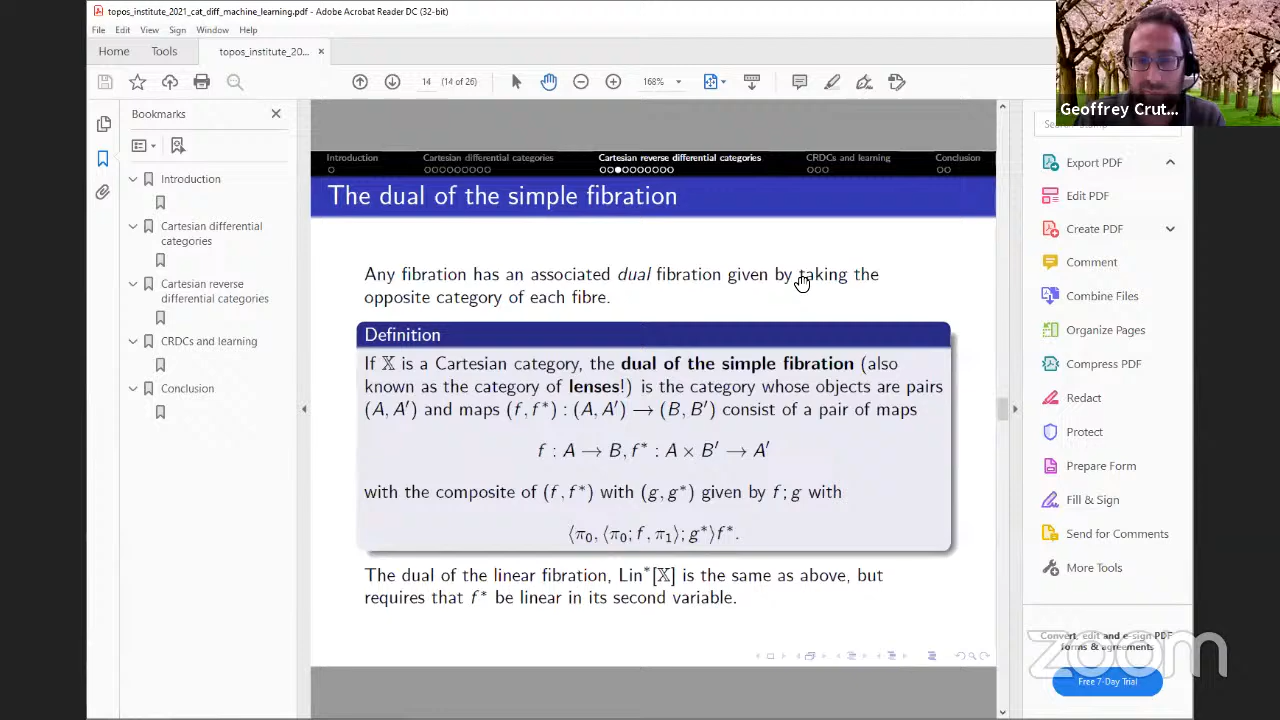 topos_institute_2021_cat_diff_machine_learning.pdf - Adobe Acrobat Reader DC (32-bit)
File Edit View Sign Window Help
Home Tools topos_institute_20... ×
14 (14 of 26) 168%
Geoffrey Crut...
Bookmarks
Introduction
Cartesian differential
categories
Cartesian reverse
differential categories
CRDCs and learning
Conclusion
Introduction Cartesian differential categories Cartesian reverse differential categories CRDCs and learning Conclusion
The dual of the simple fibration
Any fibration has an associated dual fibration given by taking the
opposite category of each fibre.
Definition
If 𝕏 is a Cartesian category, the dual of the simple fibration (also
known as the category of lenses!) is the category whose objects are pairs
(A, A′) and maps (f, f*) : (A, A′) → (B, B′) consist of a pair of maps
f : A → B, f* : A × B′ → A′
with the composite of (f, f*) with (g, g*) given by f; g with
⟨π₀, ⟨π₀; f, π₁⟩; g*⟩f*.
The dual of the linear fibration, Lin*[𝕏] is the same as above, but
requires that f* be linear in its second variable.
Export PDF
Edit PDF
Create PDF
Comment
Combine Files
Organize Pages
Compress PDF
Redact
Protect
Prepare Form
Fill & Sign
Send for Comments
More Tools
Convert, edit and e-sign PDF
forms & agreements
Free 7-Day Trial
zoom